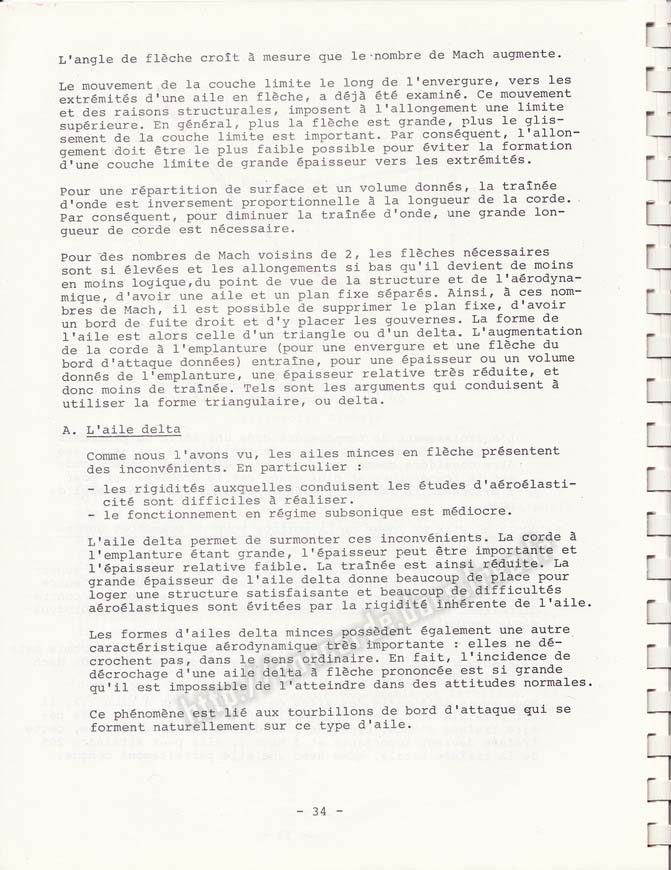 L'angle de flèche croît à mesure que le nombre de Mach augmente.
Le mouvement de la couche limite le long de l'envergure, vers les
extrémités d'une aile en flèche, a déjà été examiné. Ce mouvement
et des raisons structurales, imposent à l'allongement une limite
supérieure. En général, plus la flèche est grande, plus le glis-
sement de la couche limite est important. Par conséquent, l'allon-
gement doit être le plus faible possible pour éviter la formation
d'une couche limite de grande épaisseur vers les extrémités.
Pour une répartition de surface et un volume donnés, la traînée
d'onde est inversement proportionnelle à la longueur de la corde.
Par conséquent, pour diminuer la traînée d'onde, une grande lon-
gueur de corde est nécessaire.
Pour des nombres de Mach voisins de 2, les flèches nécessaires
sont si élevées et les allongements si bas qu'il devient de moins
en moins logique,du point de vue de la structure et de l'aérodyna-
mique, d'avoir une aile et un plan fixe séparés. Ainsi, à ces nom-
bres de Mach, il est possible de supprimer le plan fixe, d'avoir
un bord de fuite droit et d'y placer les gouvernes. La forme de
l'aile est alors celle d'un triangle ou d'un delta. L'augmentation
de la corde à l'emplanture (pour une envergure et une flèche du
bord d'attaque données) entraîne, pour une épaisseur ou un volume
donnés de l'emplanture, une épaisseur relative très réduite, et
donc moins de traînée. Tels sont les arguments qui conduisent à
utiliser la forme triangulaire, ou delta.
A. L'aile delta
Comme nous l'avons vu, les ailes minces en flèche présentent
des inconvénients. En particulier :
- les rigidités auxquelles conduisent les études d'aéroélasti-
cité sont difficiles à réaliser.
- le fonctionnement en régime subsonique est médiocre.
L'aile delta permet de surmonter ces inconvénients. La corde à
l'emplanture étant grande, l'épaisseur peut être importante et
l'épaisseur relative faible. La traînée est ainsi réduite. La
grande épaisseur de l'aile delta donne beaucoup de place pour
loger une structure satisfaisante et beaucoup de difficultés
aéroélastiques sont évitées par la rigidité inhérente de l'aile.
Les formes d'ailes delta minces possèdent également une autre
caractéristique aérodynamique très importante : elles ne dé-
crochent pas, dans le sens ordinaire. En fait, l'incidence de
décrochage d'une aile delta à flèche prononcée est si grande
qu'il est impossible de l'atteindre dans des attitudes normales.
Ce phénomène est lié aux tourbillons de bord d'attaque qui se
forment naturellement sur ce type d'aile.
- 34 -